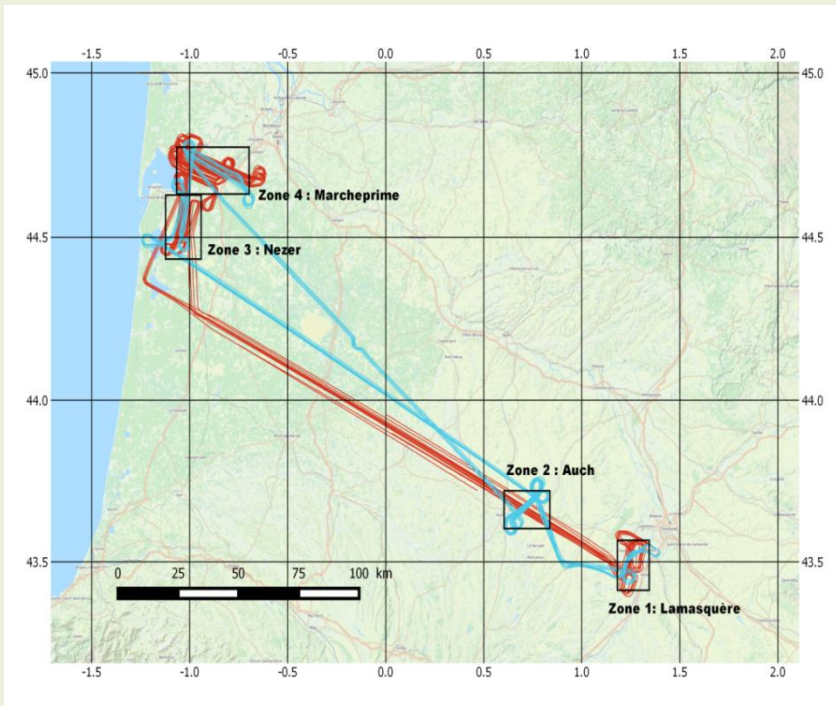 -1.5 -1.0 -0.5 0.0 0.5 1.0 1.5 2.0
45.0 45.0
Zone 4 : Marcheprime
44.5 44.5
Zone 3 : Nezer
44.0 44.0
Zone 2 : Auch
43.5 43.5
0 25 50 75 100 km
Zone 1: Lamasquère
-1.5 -1.0 -0.5 0.0 0.5 1.0 1.5 2.0